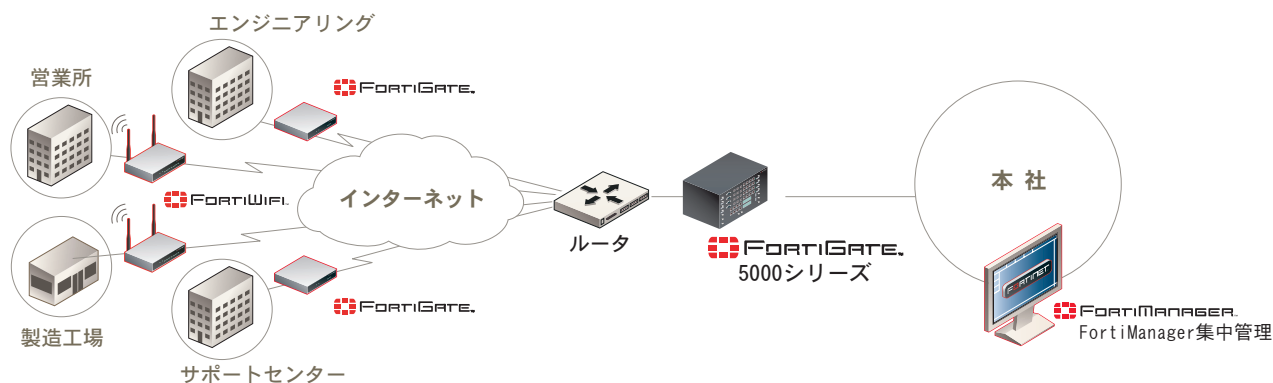 エンジニアリング
営業所
FORTIGATE
FORTIWIFI
インターネット
製造工場
FORTIGATE
サポートセンター
ルータ
FORTIGATE
5000シリーズ
本 社
FORTINET
FORTIMANAGER
FortiManager集中管理